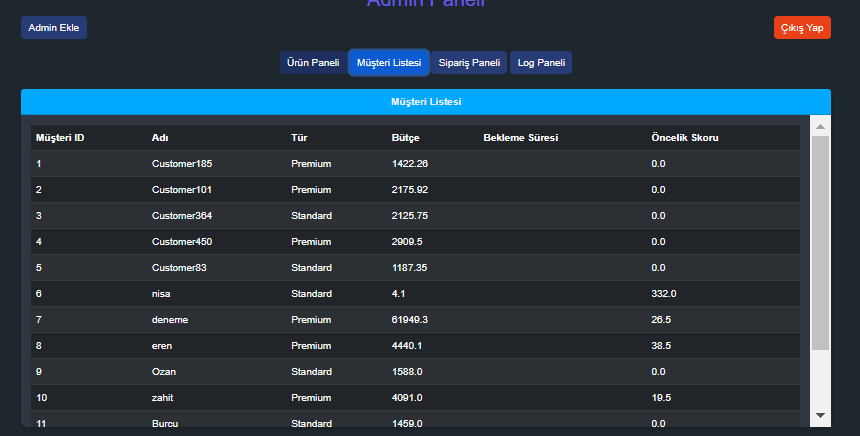 Admin Paneli
Admin Ekle Çıkış Yap
Ürün Paneli Müşteri Listesi Sipariş Paneli Log Paneli
Müşteri Listesi
Müşteri ID Adı Tür Bütçe Bekleme Süresi Öncelik Skoru
1 Customer185 Premium 1422.26 0.0
2 Customer101 Premium 2175.92 0.0
3 Customer364 Standard 2125.75 0.0
4 Customer450 Premium 2909.5 0.0
5 Customer83 Standard 1187.35 0.0
6 nisa Standard 4.1 332.0
7 deneme Premium 61949.3 26.5
8 eren Premium 4440.1 38.5
9 Ozan Standard 1588.0 0.0
10 zahit Premium 4091.0 19.5
11 Burcu Standard 1459.0 0.0